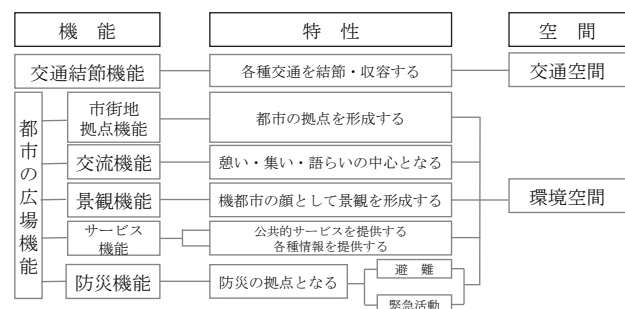 機　能
特　性
空　間
交通結節機能
各種交通を結節・収容する
交通空間
都市の広場機能
市街地
拠点機能
都市の拠点を形成する
交流機能
憩い・集い・語らいの中心となる
景観機能
機都市の顔として景観を形成する
環境空間
サービス
機能
公共的サービスを提供する
各種情報を提供する
防災機能
防災の拠点となる
避　難
緊急活動